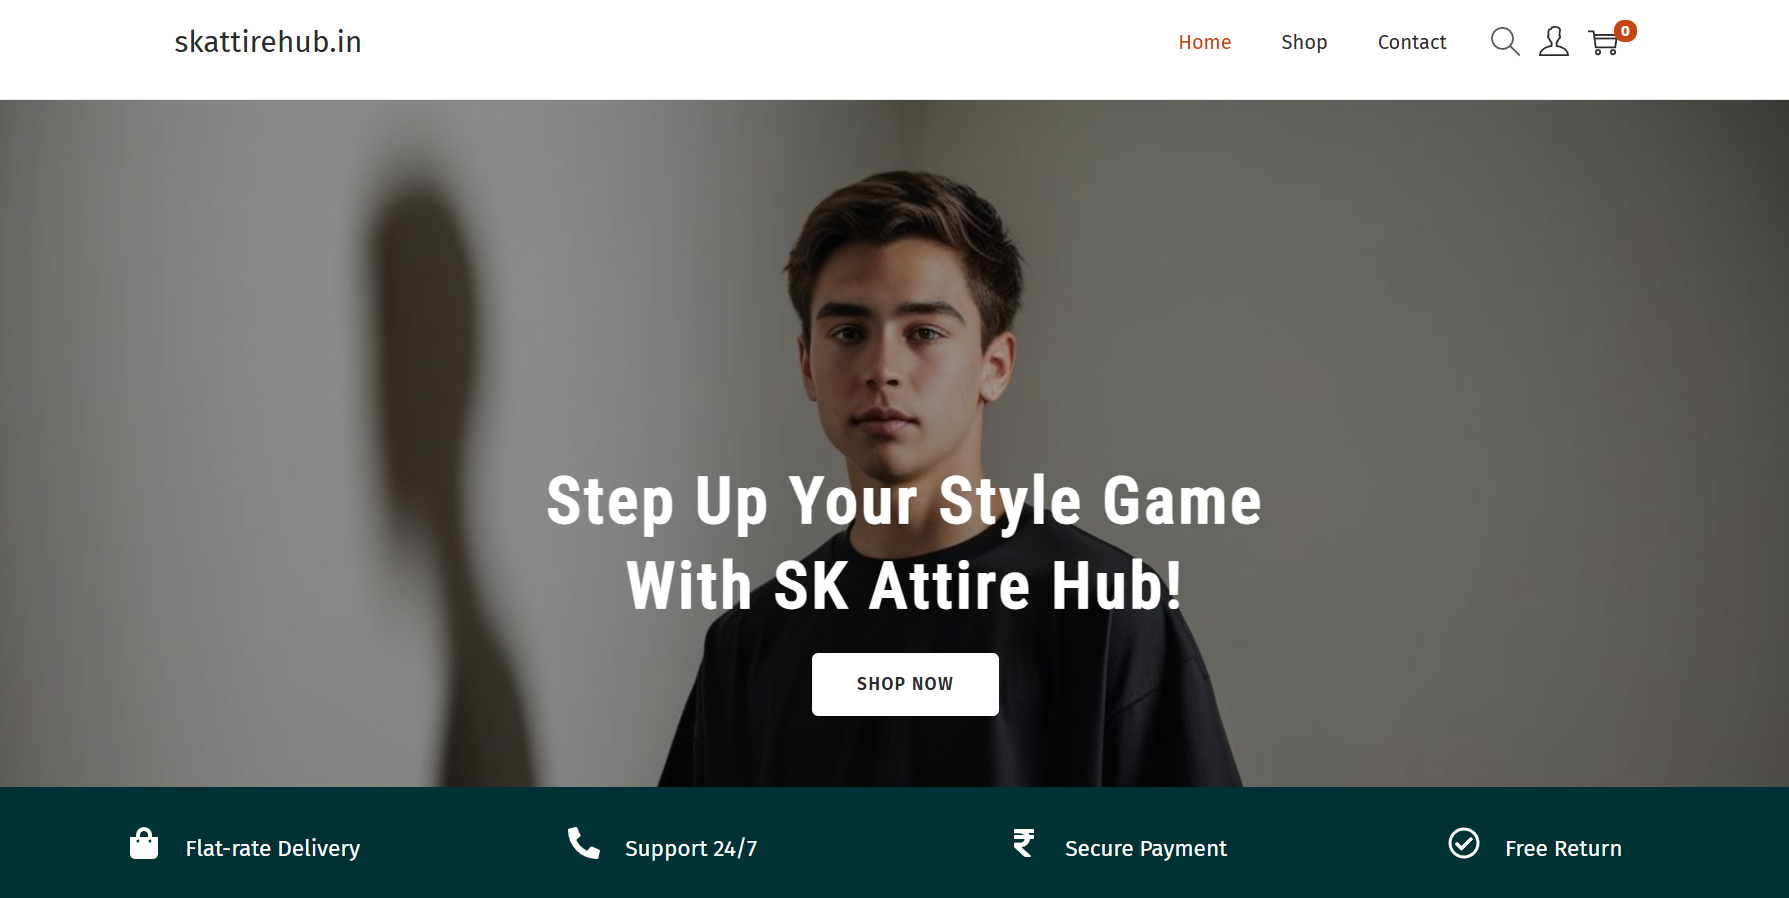 skattirehub.in
Home
Shop
Contact
0
Step Up Your Style Game
With SK Attire Hub!
SHOP NOW
Flat-rate Delivery
Support 24/7
Secure Payment
Free Return